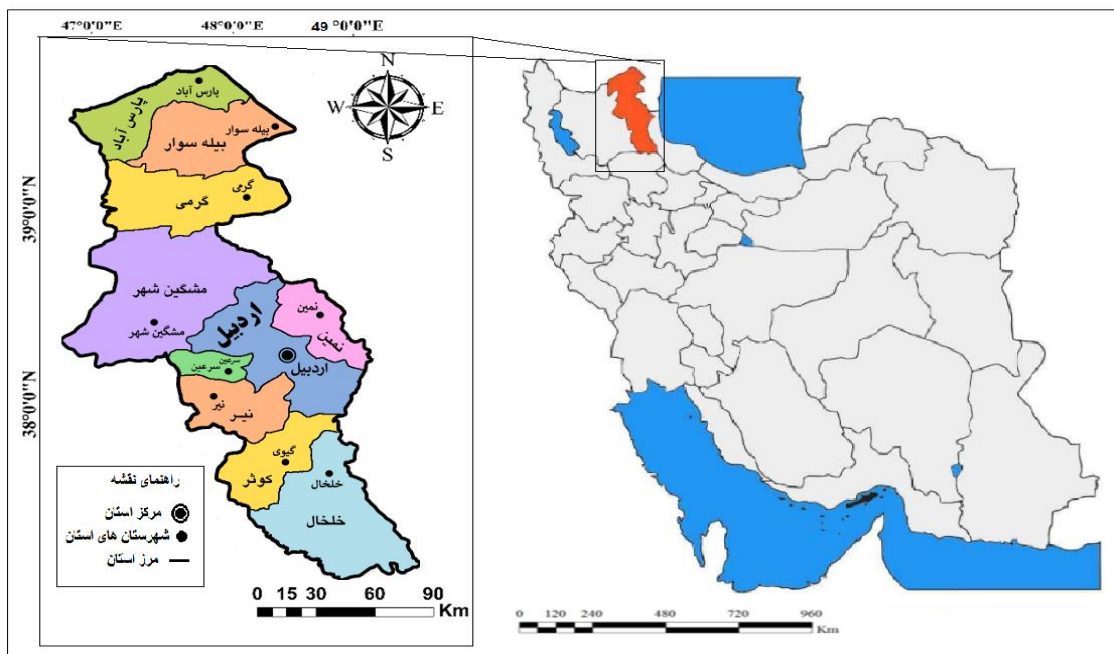 47°0'0"E
48°0'0"E
49°0'0"E
39°0'0"N
38°0'0"N
N
W
E
S
پارس آباد
پارس آباد
بیله سوار
بیله سوار
گرمی
گرمی
مشگین شهر
مشگین شهر
اردبیل
اردبیل
نمین
نمین
سرعین
سرعین
نیر
نیر
گیوی
کوثر
خلخال
خلخال
راهنمای نقشه
مرکز استان
شهرستان های استان
مرز استان
0 15 30 60 90
Km
0 120 240 480 720 960
Km